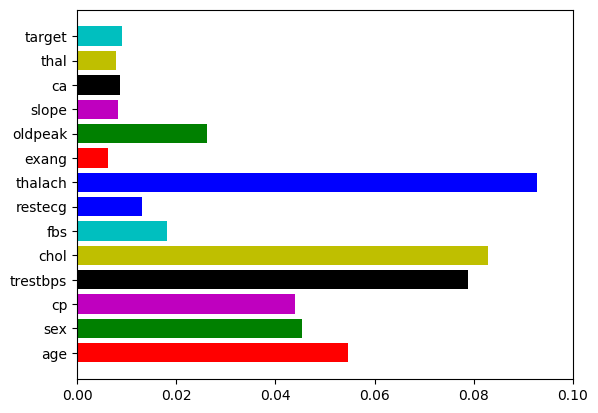 target
thal
ca
slope
oldpeak
exang
thalach
restecg
fbs
chol
trestbps
cp
sex
age
0.00 0.02 0.04 0.06 0.08 0.10